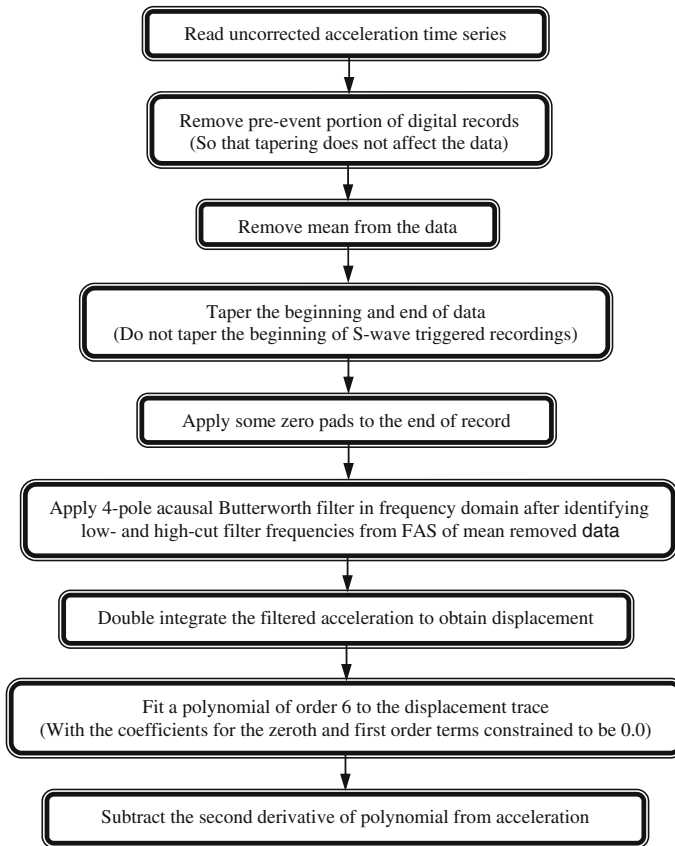 Read uncorrected acceleration time series
Remove pre-event portion of digital records
(So that tapering does not affect the data)
Remove mean from the data
Taper the beginning and end of data
(Do not taper the beginning of S-wave triggered recordings)
Apply some zero pads to the end of record
Apply 4-pole acausal Butterworth filter in frequency domain after identifying
low- and high-cut filter frequencies from FAS of mean removed data
Double integrate the filtered acceleration to obtain displacement
Fit a polynomial of order 6 to the displacement trace
(With the coefficients for the zeroth and first order terms constrained to be 0.0)
Subtract the second derivative of polynomial from acceleration